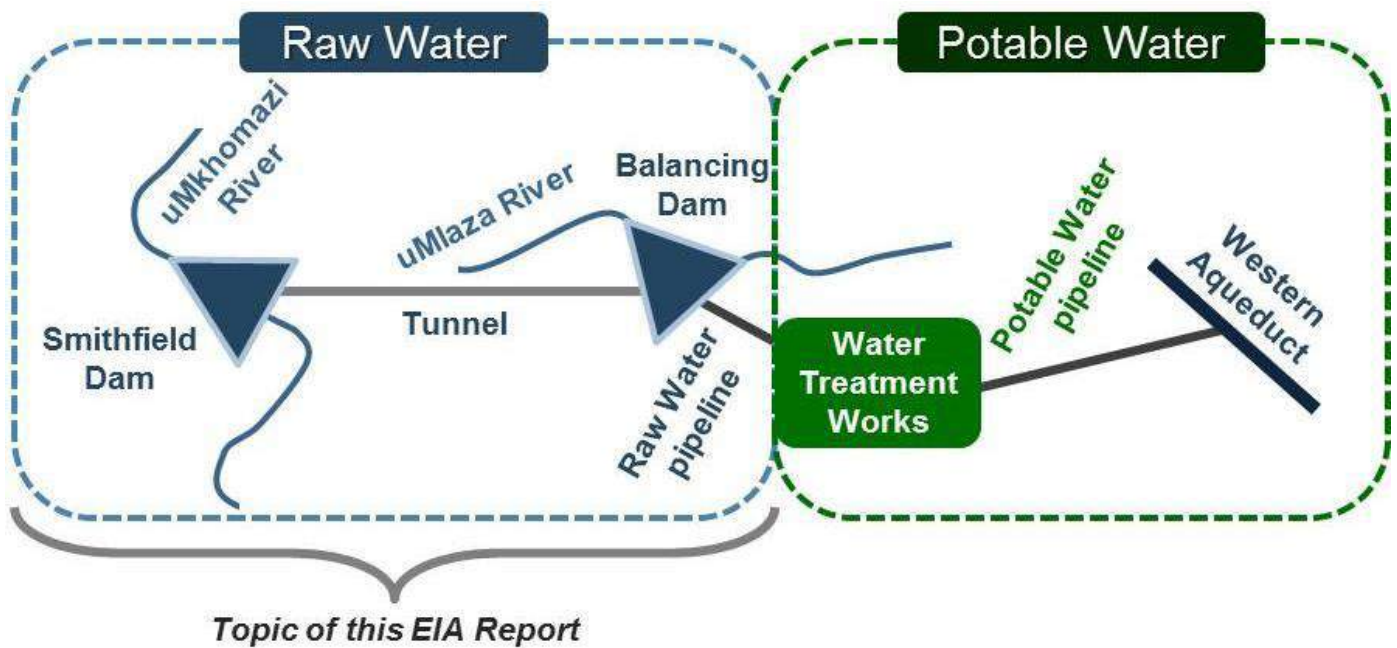 Raw Water
Potable Water
uMkhomazi
River
uMlaza River
Balancing
Dam
Smithfield
Dam
Tunnel
Raw Water
pipeline
Water
Treatment
Works
Potable Water
pipeline
Western
Aqueduct
Topic of this EIA Report